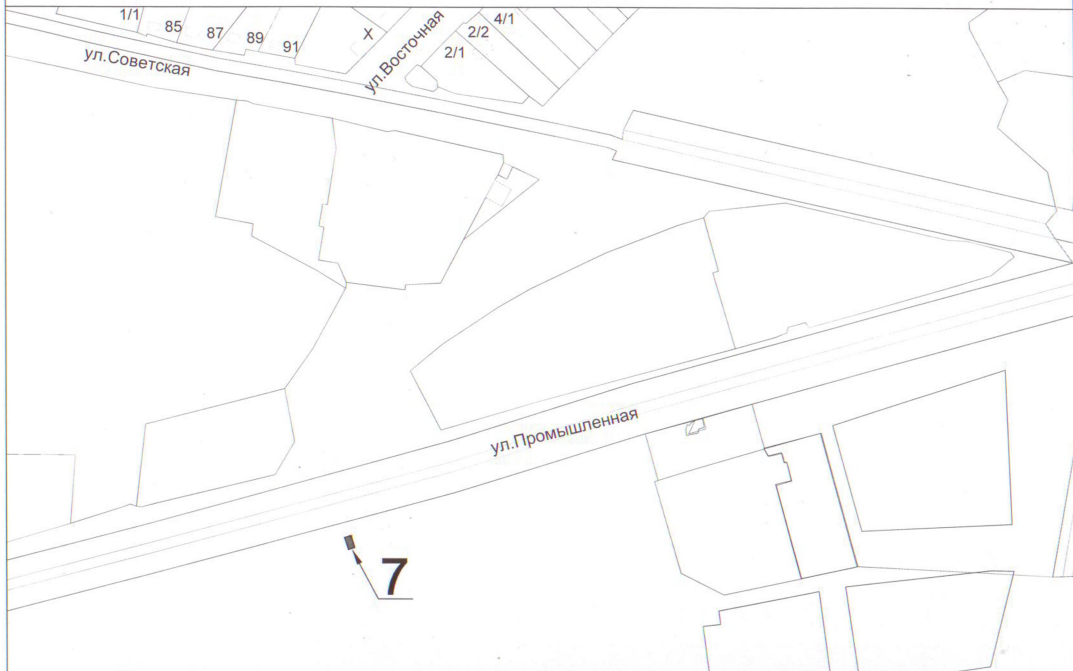 1/1
85
87
89
91
X
4/1
2/2
2/1
ул.Советская
ул.Восточная
ул.Промышленная
7